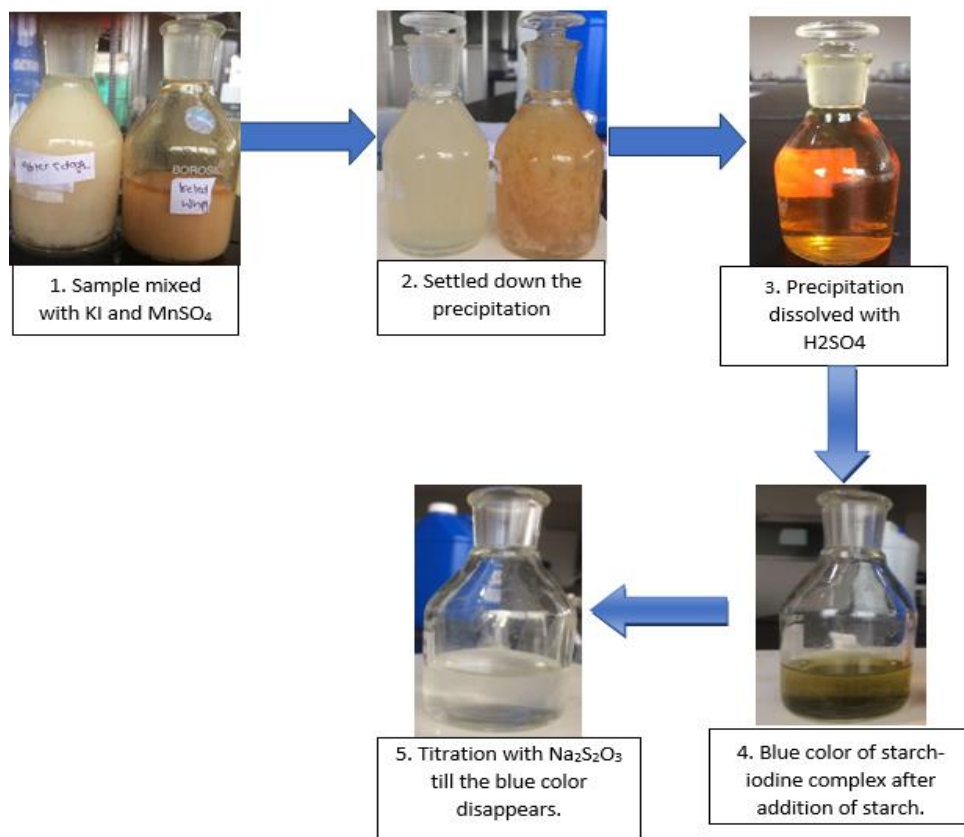 BOROSIL
1. Sample mixed
with KI and MnSO₄
2. Settled down the
precipitation
3. Precipitation
dissolved with
H2SO4
4. Blue color of starch-
iodine complex after
addition of starch.
5. Titration with Na₂S₂O₃
till the blue color
disappears.